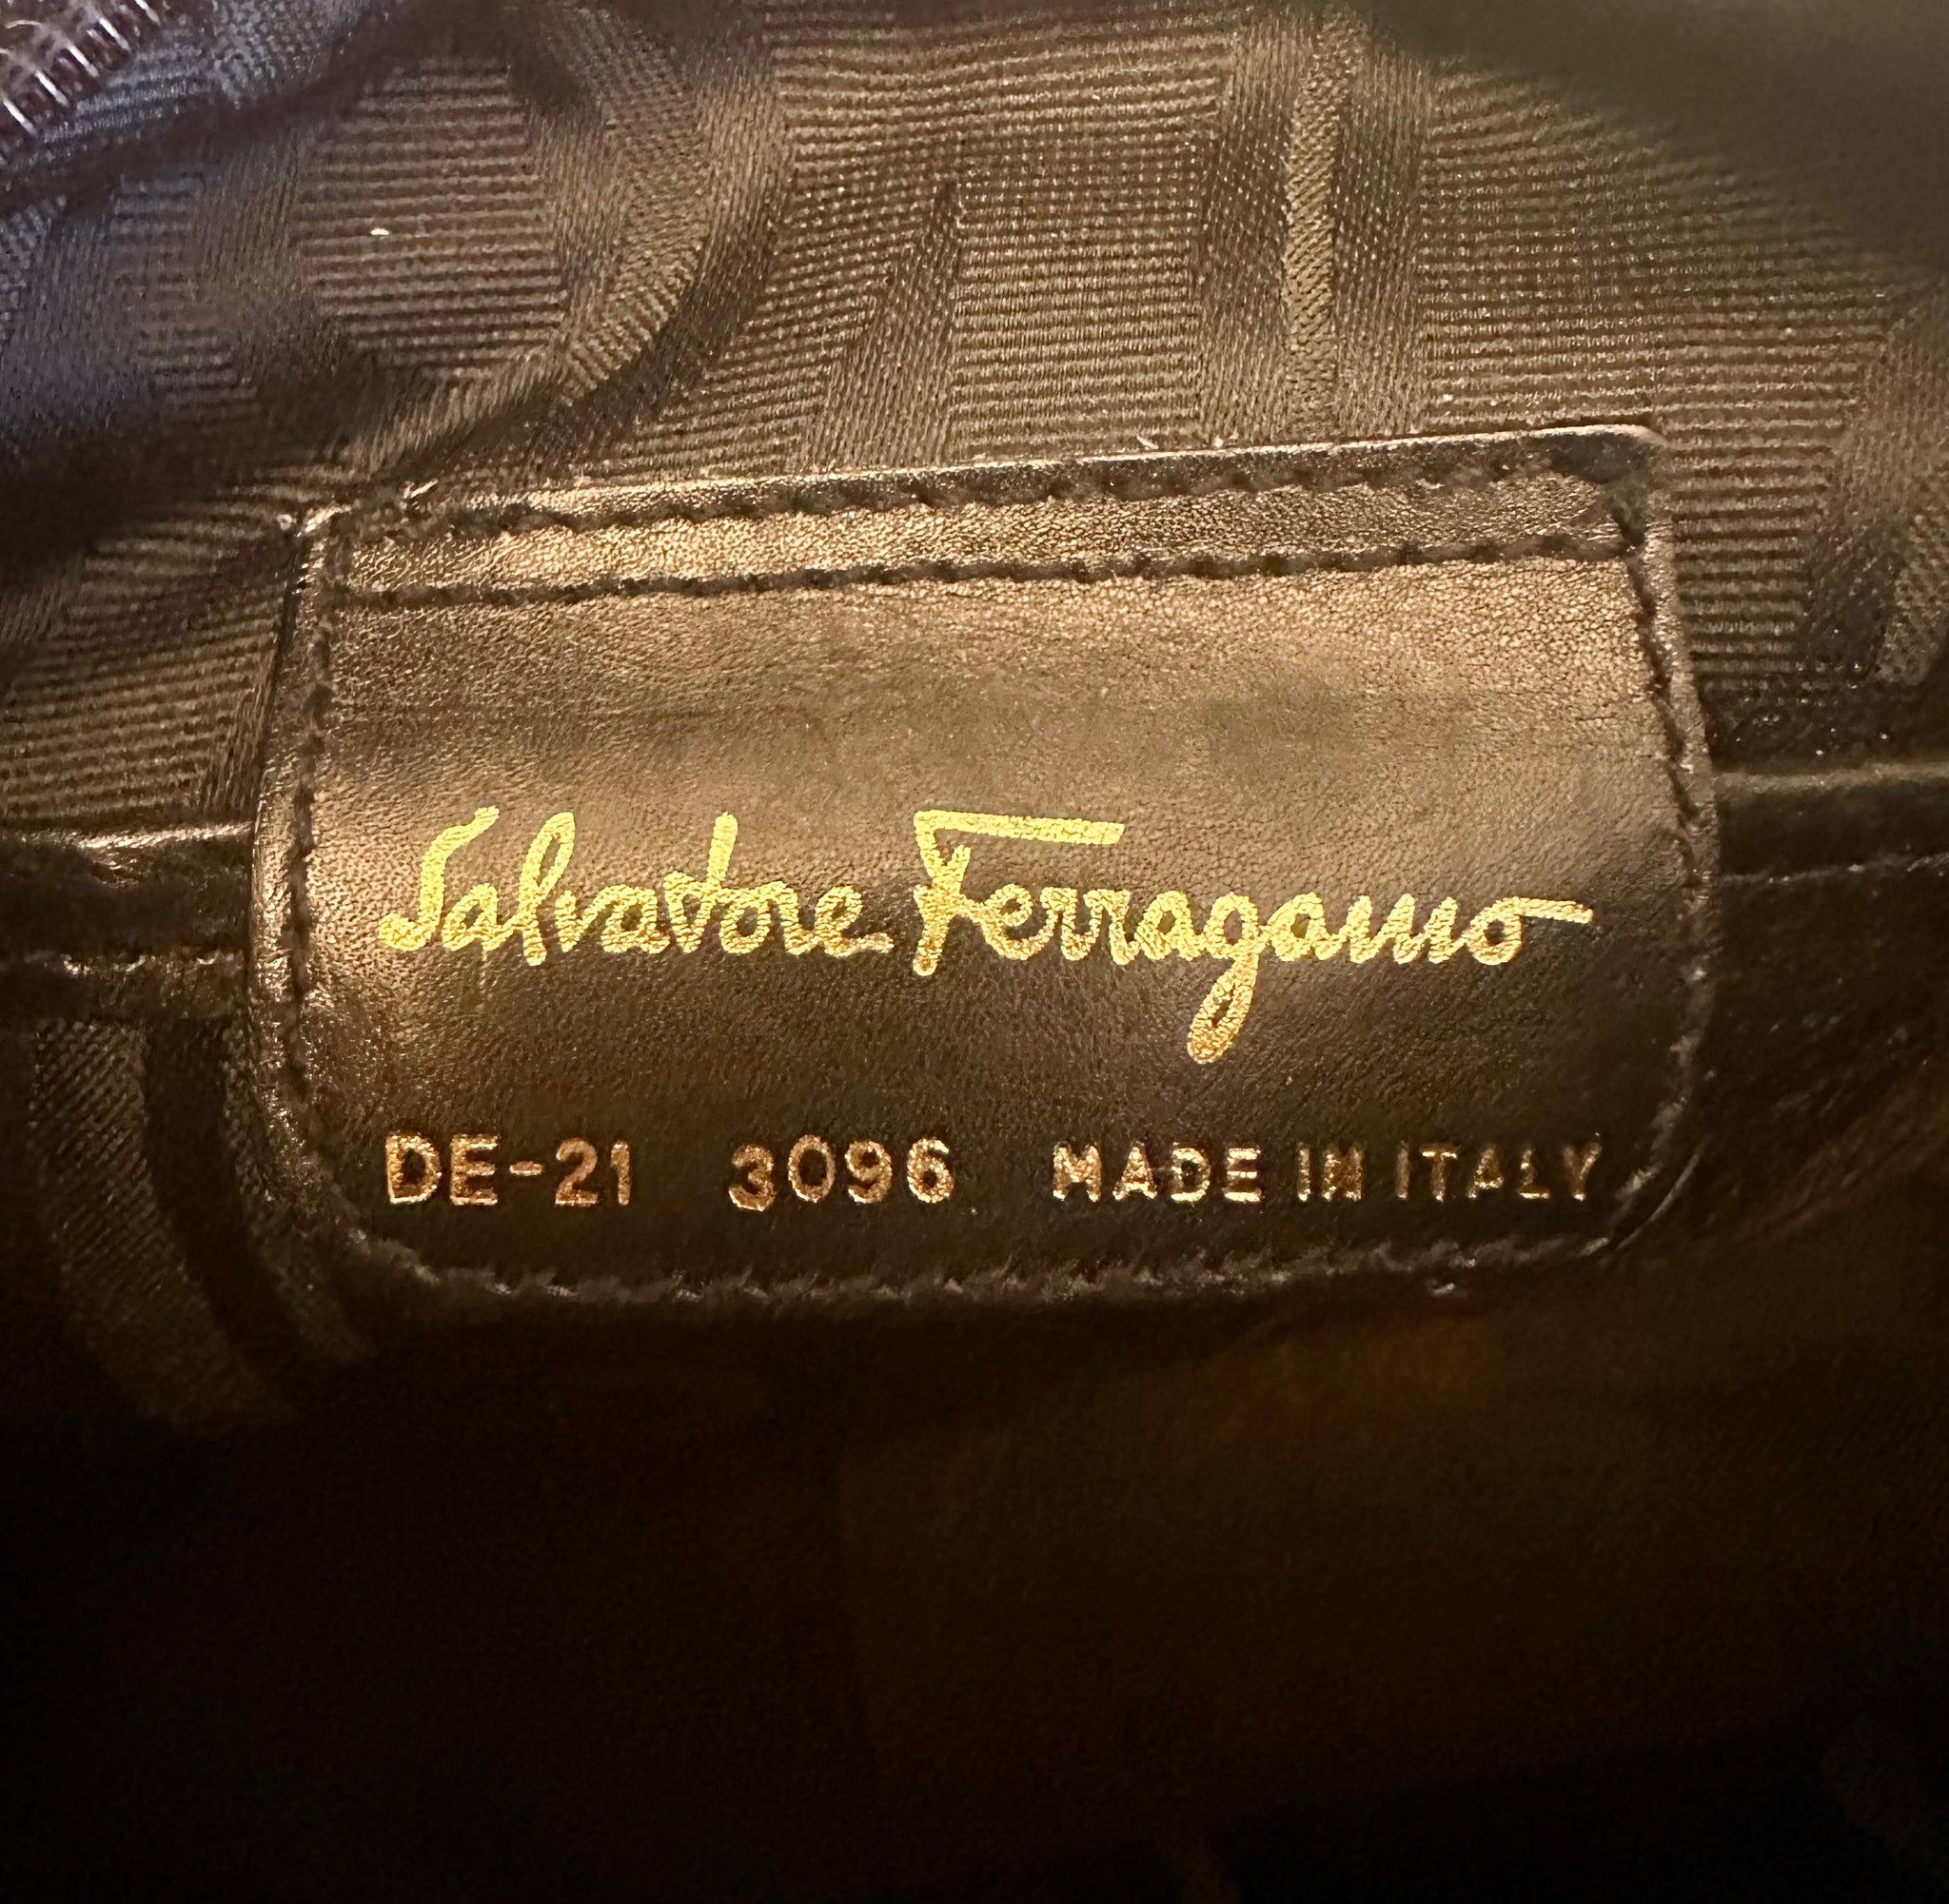 Salvatore Ferragamo
DE-21 3096 MADE IN ITALY